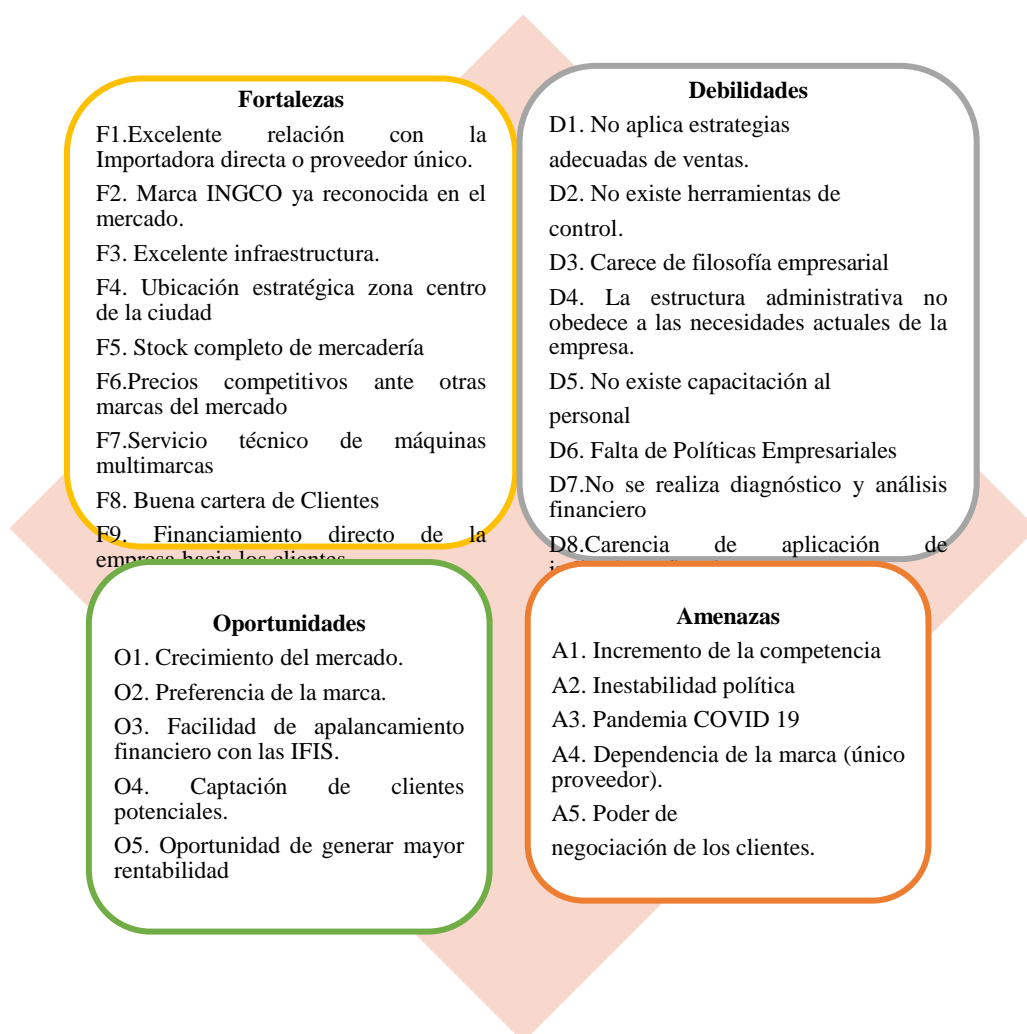 Fortalezas
F1.Excelente relación con la
Importadora directa o proveedor único.
F2. Marca INGCO ya reconocida en el
mercado.
F3. Excelente infraestructura.
F4. Ubicación estratégica zona centro
de la ciudad
F5. Stock completo de mercadería
F6.Precios competitivos ante otras
marcas del mercado
F7.Servicio técnico de máquinas
multimarcas
F8. Buena cartera de Clientes
F9. Financiamiento directo de la
empresa hacia los clientes
Debilidades
D1. No aplica estrategias
adecuadas de ventas.
D2. No existe herramientas de
control.
D3. Carece de filosofía empresarial
D4. La estructura administrativa no
obedece a las necesidades actuales de la
empresa.
D5. No existe capacitación al
personal
D6. Falta de Políticas Empresariales
D7.No se realiza diagnóstico y análisis
financiero
D8.Carencia de aplicación de
Oportunidades
O1. Crecimiento del mercado.
O2. Preferencia de la marca.
O3. Facilidad de apalancamiento
financiero con las IFIS.
O4. Captación de clientes
potenciales.
O5. Oportunidad de generar mayor
rentabilidad
Amenazas
A1. Incremento de la competencia
A2. Inestabilidad política
A3. Pandemia COVID 19
A4. Dependencia de la marca (único
proveedor).
A5. Poder de
negociación de los clientes.